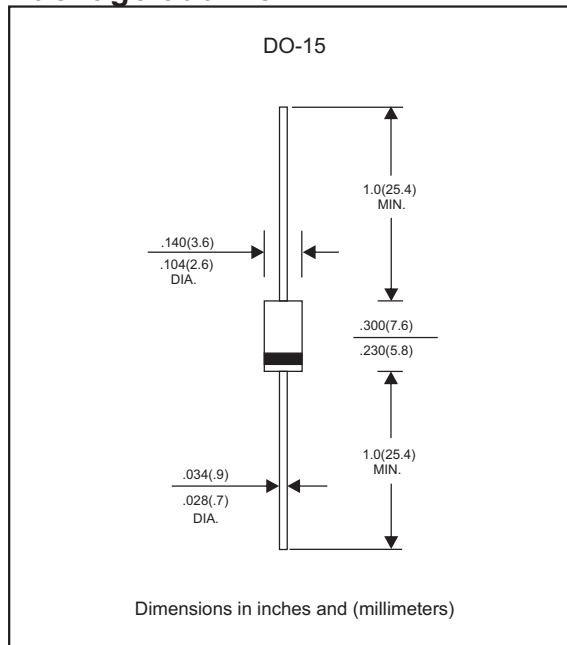 DO-15
1.0(25.4)
MIN.
.140(3.6)
.104(2.6)
DIA.
.300(7.6)
.230(5.8)
1.0(25.4)
MIN.
.034(.9)
.028(.7)
DIA.
Dimensions in inches and (millimeters)